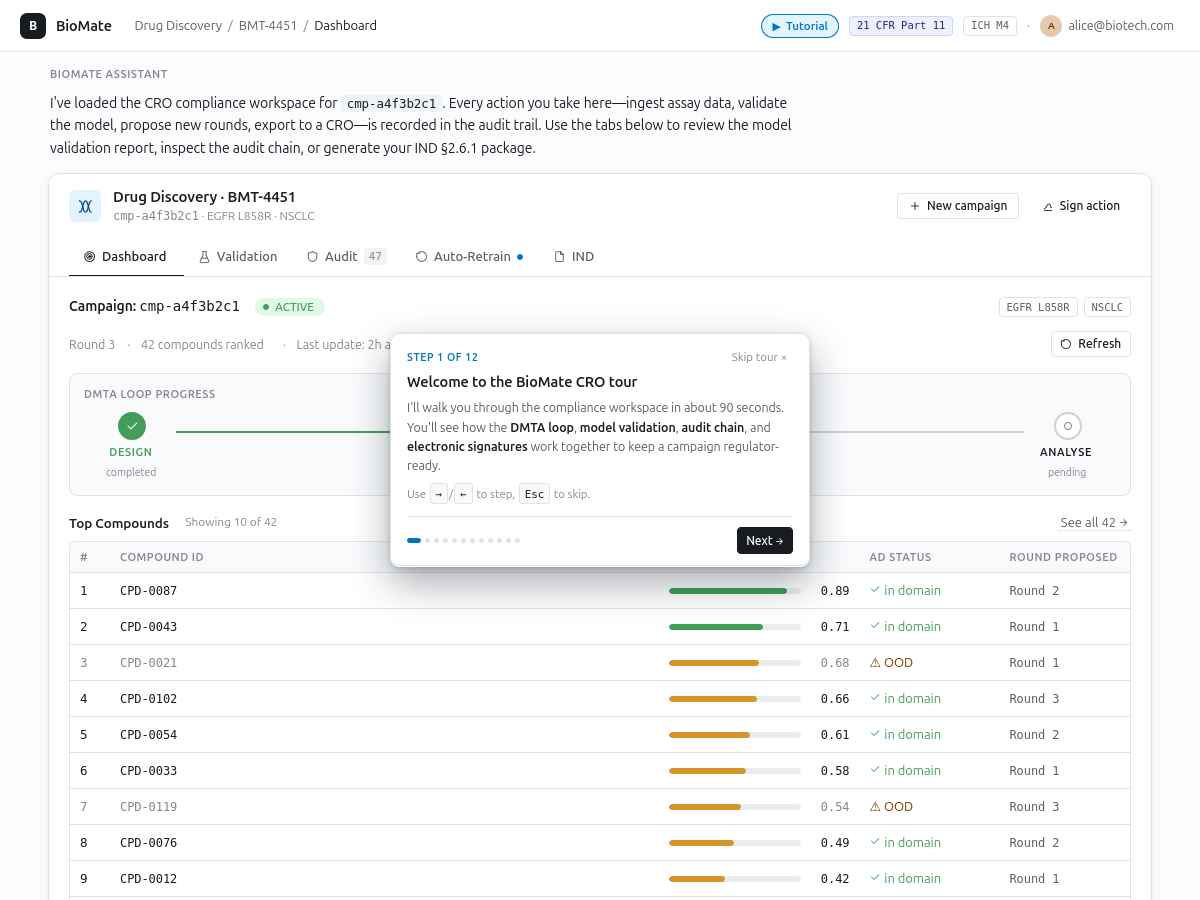 B BioMate Drug Discovery / BMT-4451 / Dashboard ▶ Tutorial 21 CFR Part 11 ICH M4 · A alice@biotech.com
BIOMATE ASSISTANT
I've loaded the CRO compliance workspace for cmp-a4f3b2c1. Every action you take here—ingest assay data, validate
the model, propose new rounds, export to a CRO—is recorded in the audit trail. Use the tabs below to review the model
validation report, inspect the audit chain, or generate your IND §2.6.1 package.
Drug Discovery · BMT-4451
cmp-a4f3b2c1 · EGFR L858R · NSCLC
+ New campaign Sign action
Dashboard Validation Audit 47 Auto-Retrain IND
Campaign: cmp-a4f3b2c1 ACTIVE EGFR L858R NSCLC
Round 3 · 42 compounds ranked · Last update: 2h a
Refresh
DMTA LOOP PROGRESS
DESIGN
completed
ANALYSE
pending
STEP 1 OF 12 Skip tour ×
Welcome to the BioMate CRO tour
I'll walk you through the compliance workspace in about 90 seconds.
You'll see how the DMTA loop, model validation, audit chain, and
electronic signatures work together to keep a campaign regulator-
ready.
Use → / ← to step, Esc to skip.
Next →
Top Compounds Showing 10 of 42 See all 42 →
# COMPOUND ID AD STATUS ROUND PROPOSED
1 CPD-0087 0.89 ✓ in domain Round 2
2 CPD-0043 0.71 ✓ in domain Round 1
3 CPD-0021 0.68 ⚠ OOD Round 1
4 CPD-0102 0.66 ✓ in domain Round 3
5 CPD-0054 0.61 ✓ in domain Round 2
6 CPD-0033 0.58 ✓ in domain Round 1
7 CPD-0119 0.54 ⚠ OOD Round 3
8 CPD-0076 0.49 ✓ in domain Round 2
9 CPD-0012 0.42 ✓ in domain Round 1